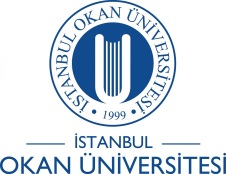 İSTANBUL OKAN ÜNİVERSİTESİ
· 1999 ·
İSTANBUL
OKAN ÜNİVERSİTESİ